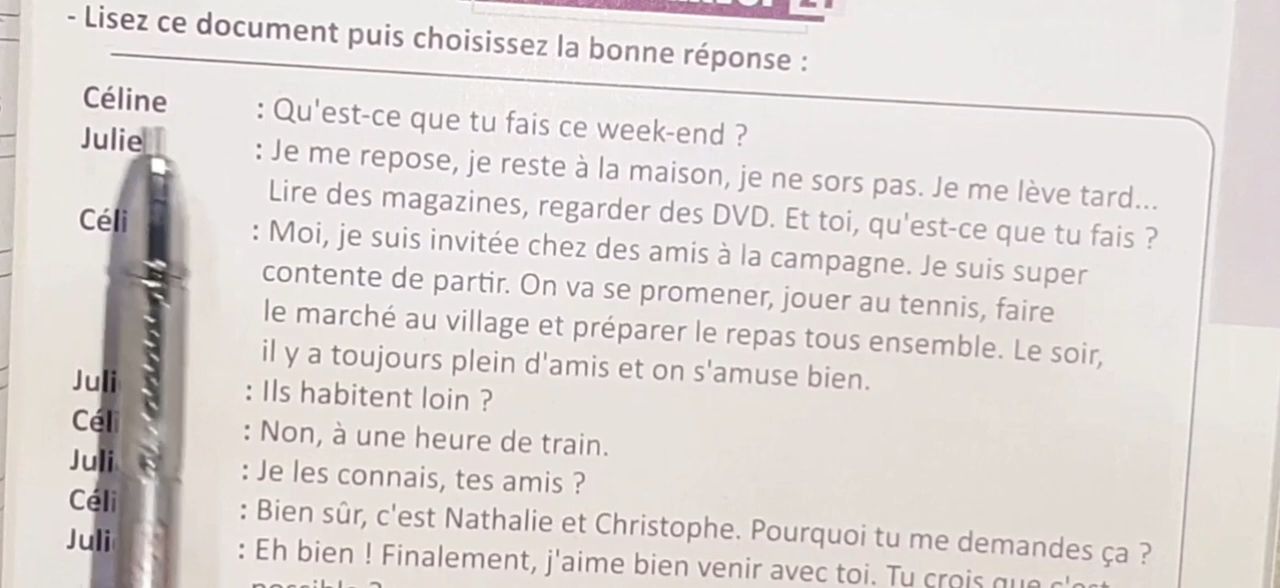 - Lisez ce document puis choisissez la bonne réponse :
Céline : Qu'est-ce que tu fais ce week-end ?
Julie : Je me repose, je reste à la maison, je ne sors pas. Je me lève tard...
Lire des magazines, regarder des DVD. Et toi, qu'est-ce que tu fais ?
Céli : Moi, je suis invitée chez des amis à la campagne. Je suis super
contente de partir. On va se promener, jouer au tennis, faire
le marché au village et préparer le repas tous ensemble. Le soir,
il y a toujours plein d'amis et on s'amuse bien.
Juli : Ils habitent loin ?
Céli : Non, à une heure de train.
Juli : Je les connais, tes amis ?
Céli : Bien sûr, c'est Nathalie et Christophe. Pourquoi tu me demandes ça ?
Juli : Eh bien ! Finalement, j'aime bien venir avec toi. Tu crois que c'est